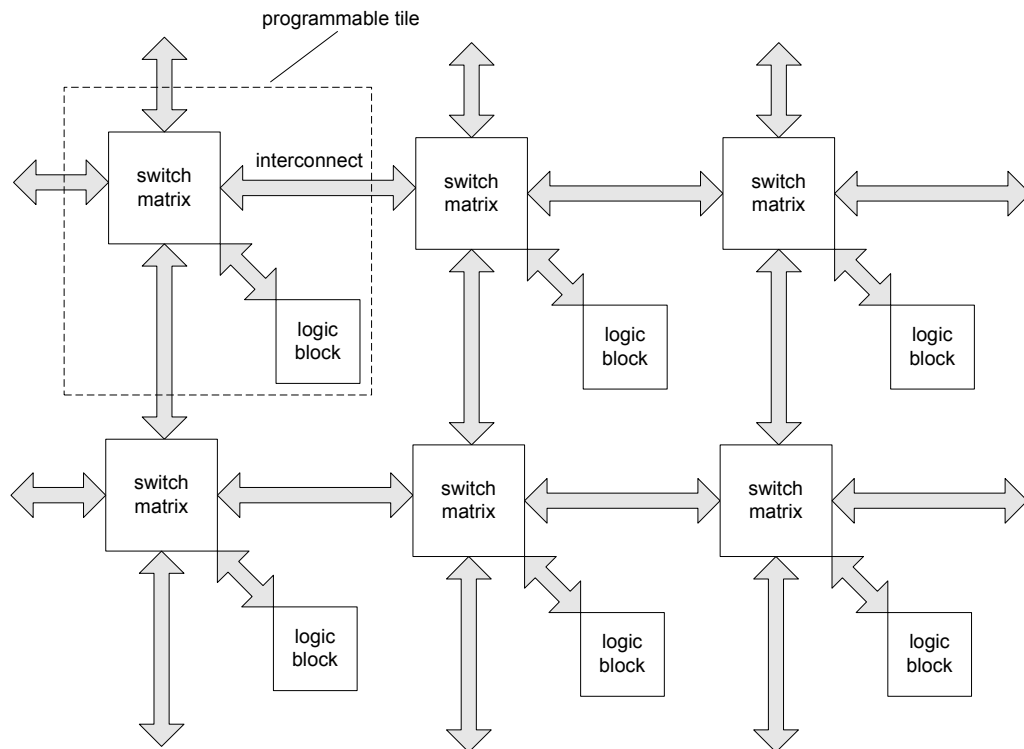 programmable tile
interconnect
switch
matrix
switch
matrix
switch
matrix
logic
block
logic
block
logic
block
switch
matrix
switch
matrix
switch
matrix
logic
block
logic
block
logic
block